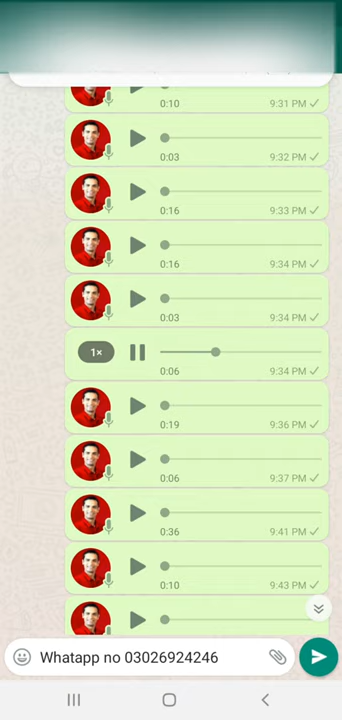 0:10 9:31 PM
0:03 9:32 PM
0:16 9:33 PM
0:16 9:34 PM
0:03 9:34 PM
1×
0:06 9:34 PM
0:19 9:36 PM
0:06 9:37 PM
0:36 9:41 PM
0:10 9:43 PM
Whatapp no 03026924246